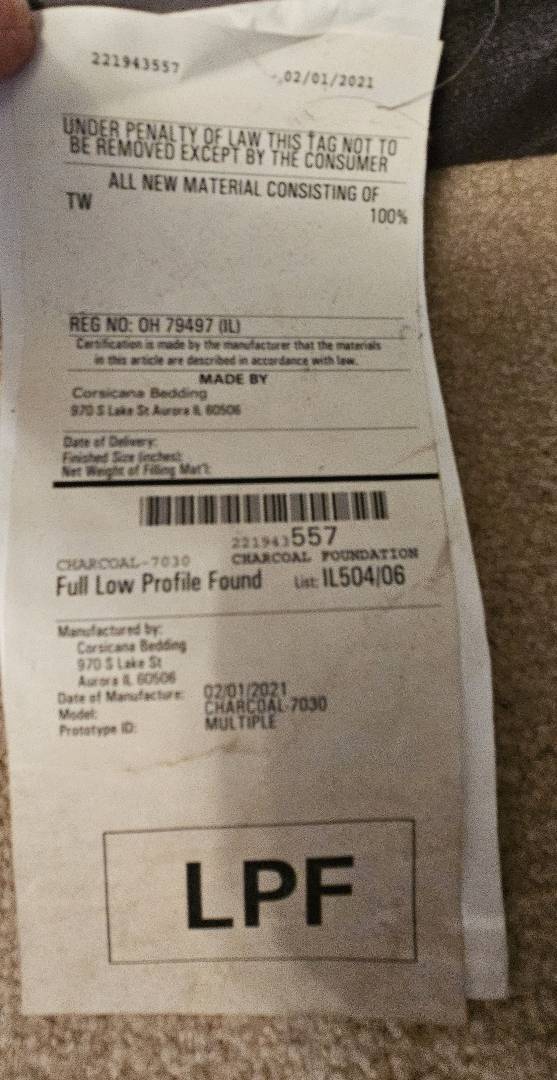 221943557
02/01/2021
UNDER PENALTY OF LAW THIS TAG NOT TO
BE REMOVED EXCEPT BY THE CONSUMER
ALL NEW MATERIAL CONSISTING OF
TW
100%
REG NO: OH 79497 (IL)
Certification is made by the manufacturer that the materials
in this article are described in accordance with law.
MADE BY
Corsicana Bedding
970 S Lake St Aurora IL 60506
Date of Delivery:
Finished Size (inches):
Net Weight of Filling Mat'l:
221943557
CHARCOAL-7030 CHARCOAL FOUNDATION
Full Low Profile Found List: IL504/06
Manufactured by:
Corsicana Bedding
970 S Lake St
Aurora IL 60506
Date of Manufacture: 02/01/2021
Model: CHARCOAL-7030
Prototype ID: MULTIPLE
LPF